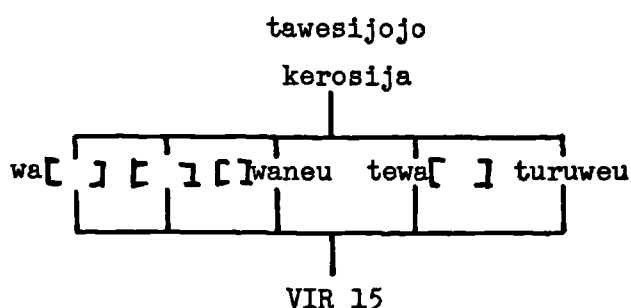 tawesijojo
kerosija
wa[ ] [ ] []waneu tewa[ ] turuweu
VIR 15